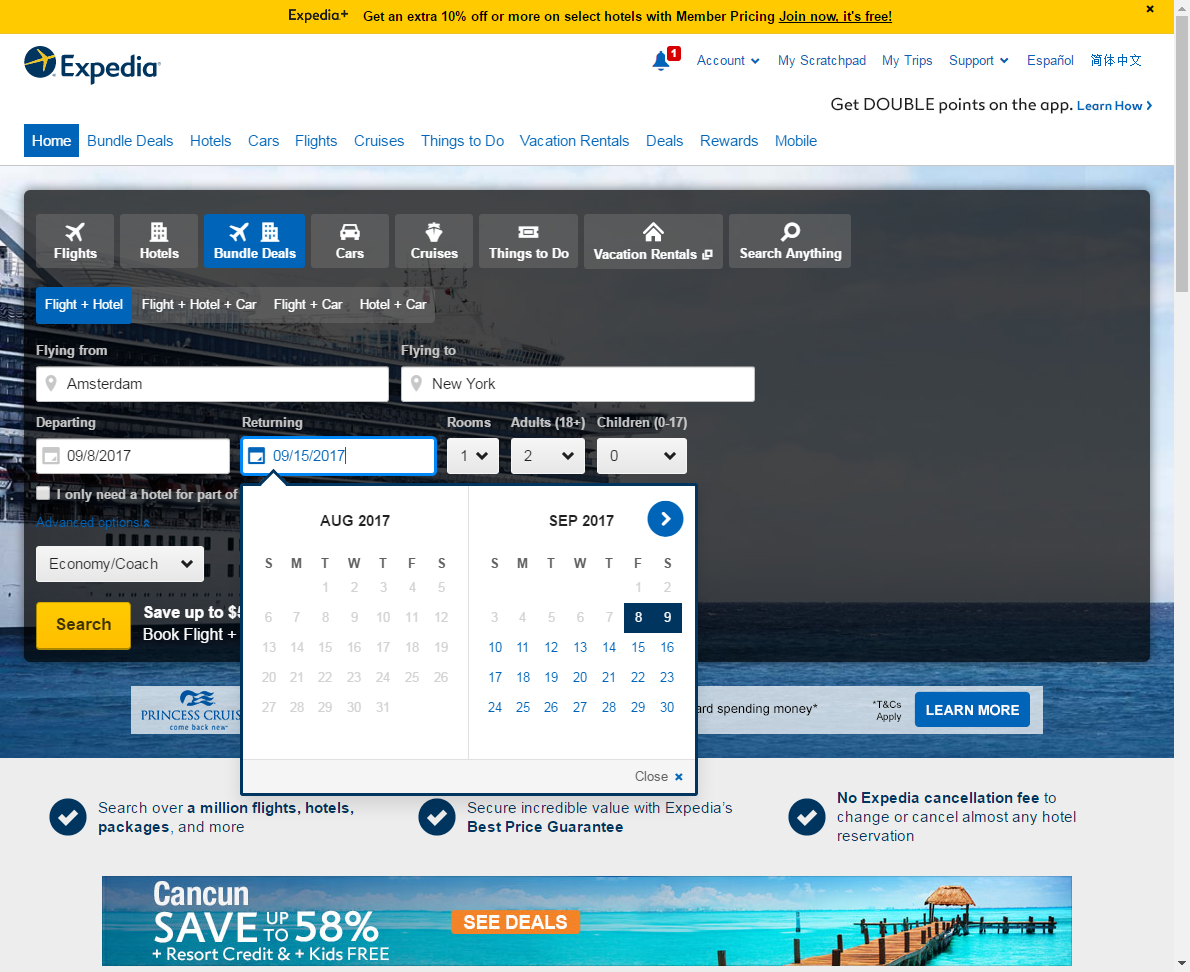 Expedia+ Get an extra 10% off or more on select hotels with Member Pricing Join now, it's free!
Expedia
1 Account My Scratchpad My Trips Support Español 简体中文
Get DOUBLE points on the app. Learn How
Home Bundle Deals Hotels Cars Flights Cruises Things to Do Vacation Rentals Deals Rewards Mobile
Flights Hotels Bundle Deals Cars Cruises Things to Do Vacation Rentals Search Anything
Flight + Hotel Flight + Hotel + Car Flight + Car Hotel + Car
Flying from Flying to
Amsterdam New York
Departing Returning Rooms Adults (18+) Children (0-17)
09/8/2017 09/15/2017 1 2 0
I only need a hotel for part of
Advanced options
Economy/Coach
Search
Save up to $
Book Flight +
AUG 2017
S M T W T F S
1 2 3 4 5
6 7 8 9 10 11 12
13 14 15 16 17 18 19
20 21 22 23 24 25 26
27 28 29 30 31
SEP 2017
S M T W T F S
1 2
3 4 5 6 7 8 9
10 11 12 13 14 15 16
17 18 19 20 21 22 23
24 25 26 27 28 29 30
Close ×
PRINCESS CRUIS
come back new
ard spending money* *T&Cs Apply LEARN MORE
Search over a million flights, hotels,
packages, and more
Secure incredible value with Expedia's
Best Price Guarantee
No Expedia cancellation fee to
change or cancel almost any hotel
reservation
Cancun
SAVE UP TO 58%
+ Resort Credit & + Kids FREE
SEE DEALS